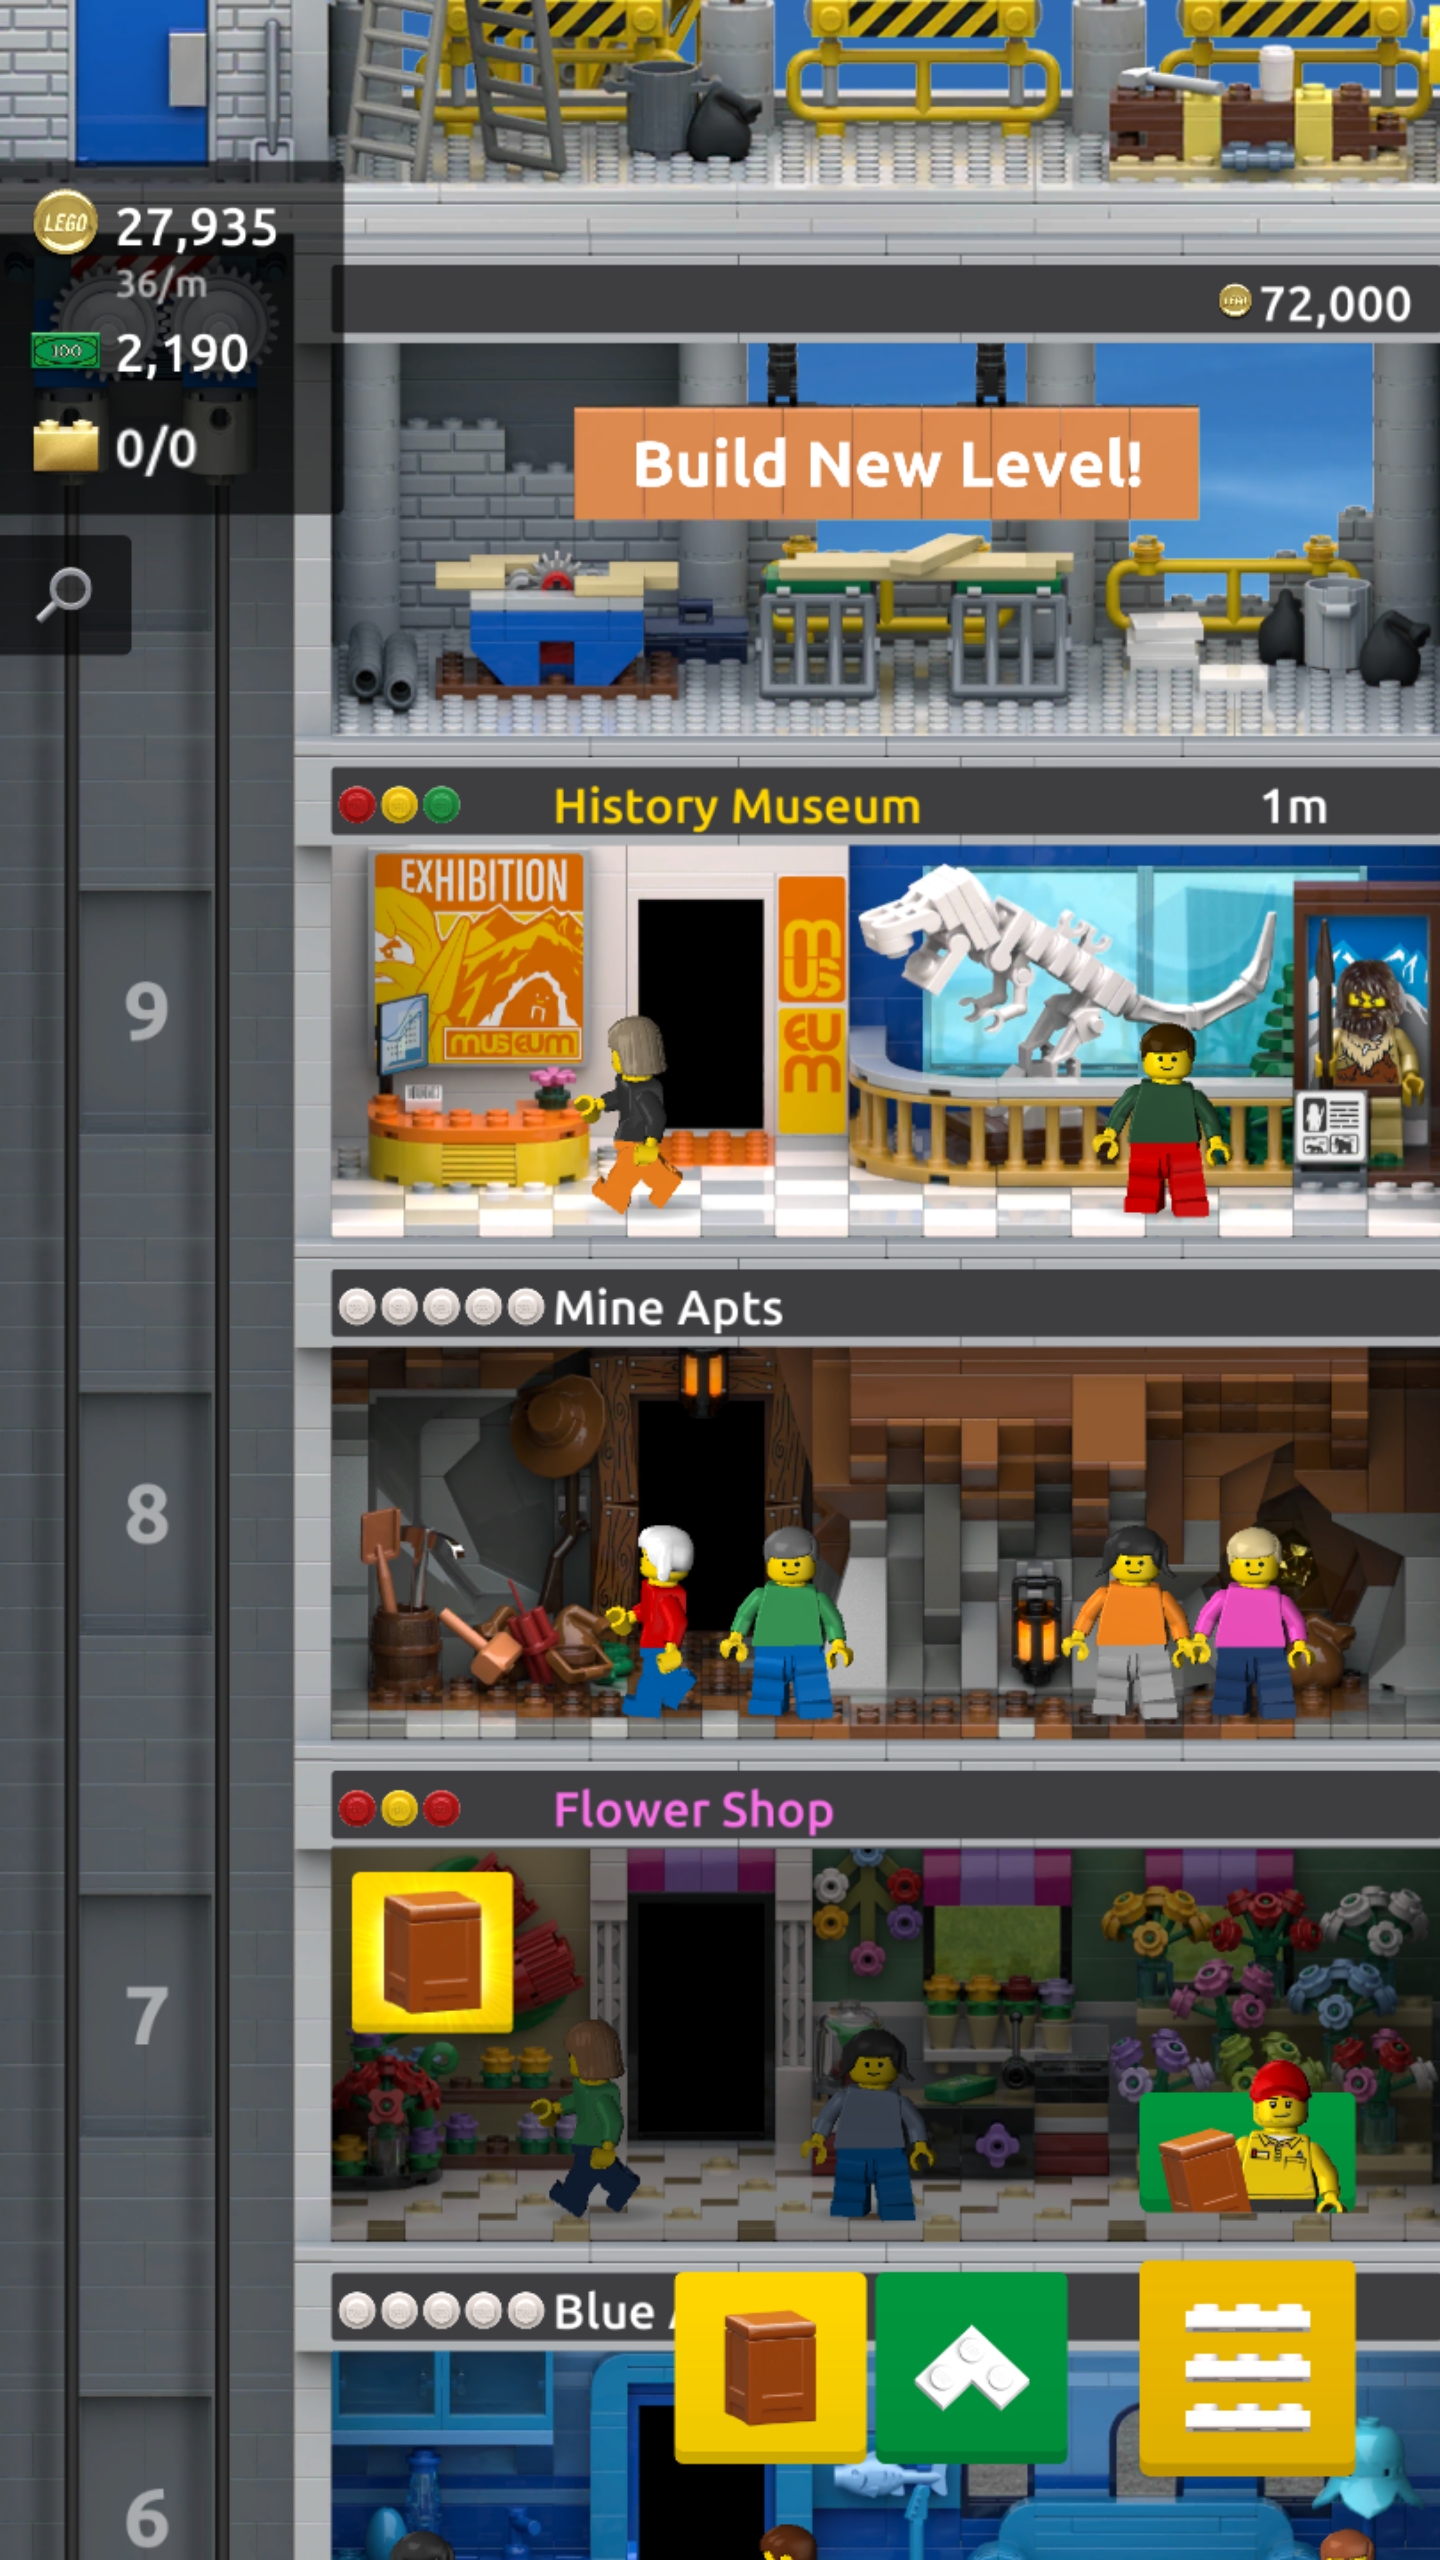 LEGO 27,935
36/m
100 2,190
0/0
72,000
Build New Level!
History Museum 1m
EXHIBITION
MUSEUM
MUS
EUM
9
Mine Apts
8
Flower Shop
7
Blue
6